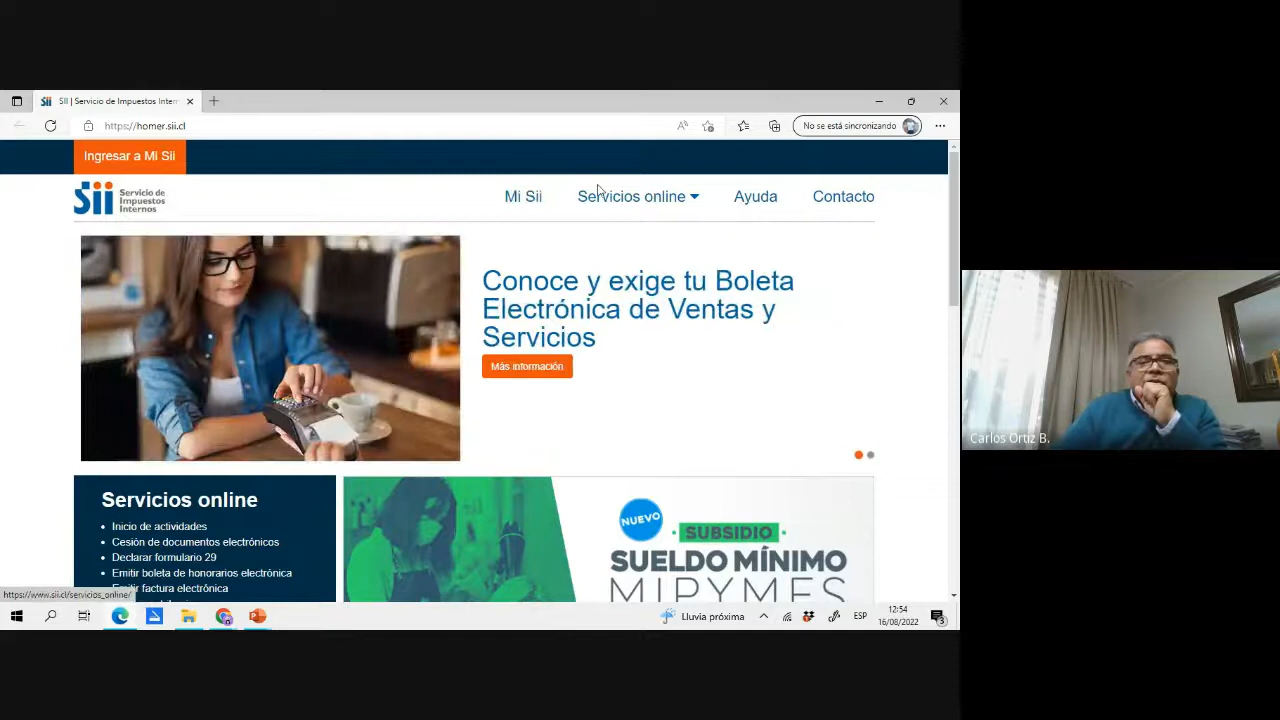 SII | Servicio de Impuestos Intern
https://homer.sii.cl
No se está sincronizando
Ingresar a Mi Sii
Sii Servicio de
Impuestos
Internos
Mi Sii
Servicios online
Ayuda
Contacto
Conoce y exige tu Boleta
Electrónica de Ventas y
Servicios
Más información
Servicios online
Inicio de actividades
Cesión de documentos electrónicos
Declarar formulario 29
Emitir boleta de honorarios electrónica
Emitir factura electrónica
NUEVO
SUBSIDIO
SUELDO MÍNIMO
MIPYMES
https://www.sii.cl/servicios_online/
Lluvia próxima
ESP
12:54
16/08/2022
3
Carlos Ortiz B.